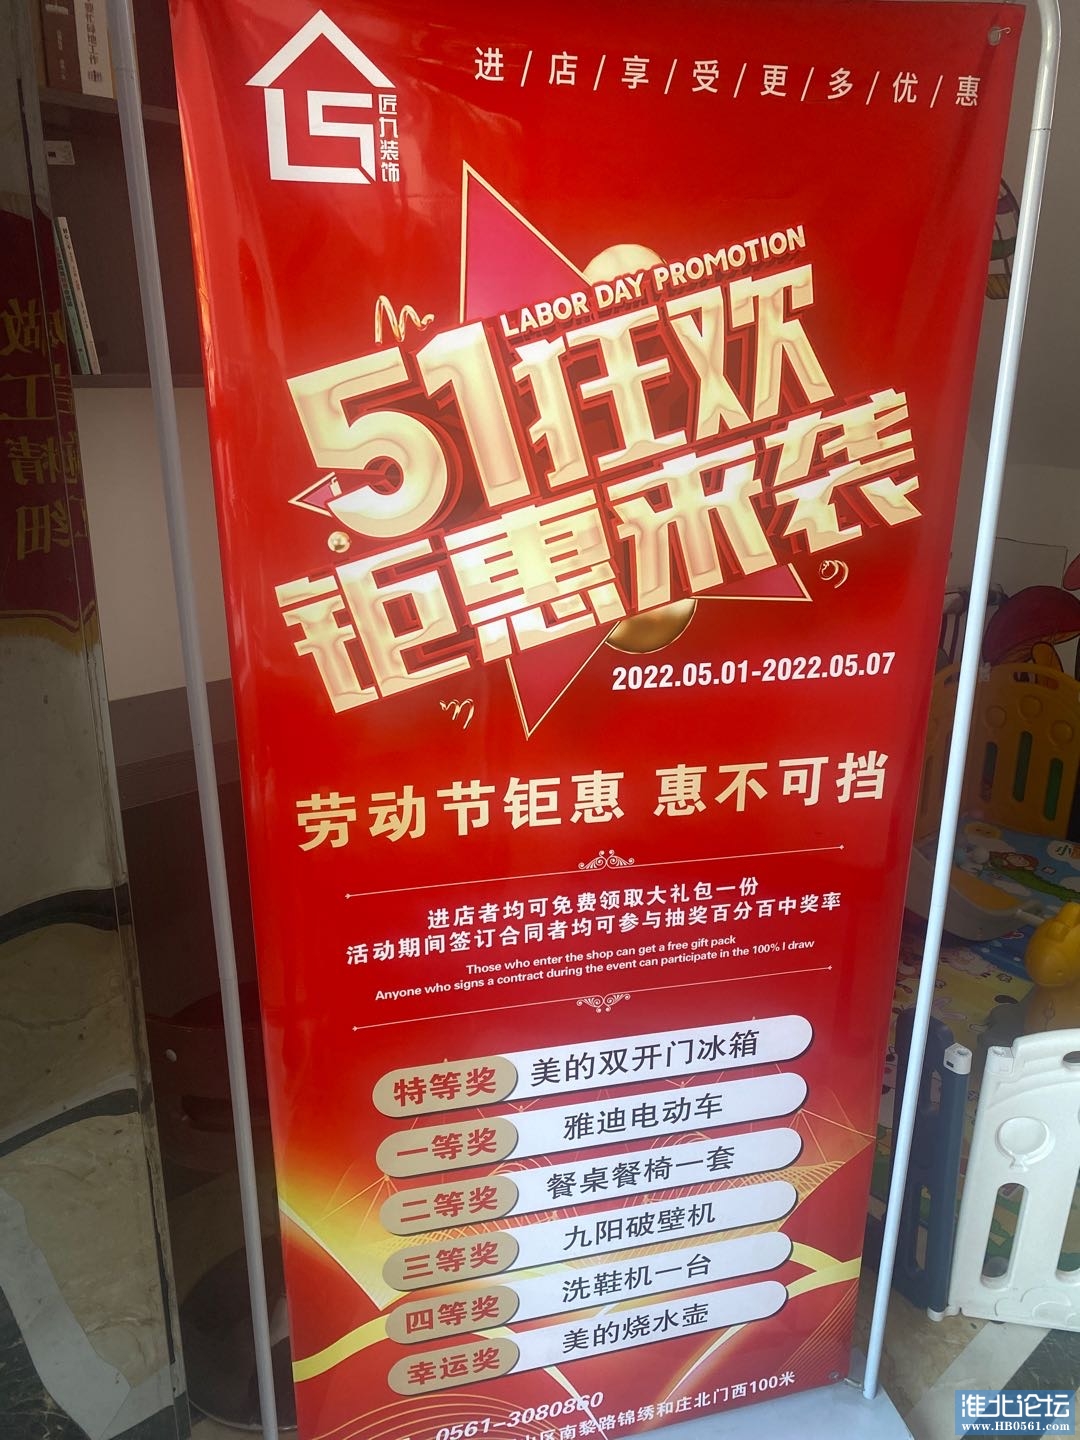 进/店/享/受/更/多/优/惠
匠九装饰
LABOR DAY PROMOTION
51狂欢
钜惠来袭
2022.05.01-2022.05.07
劳动节钜惠 惠不可挡
进店者均可免费领取大礼包一份
活动期间签订合同者均可参与抽奖百分百中奖率
Those who enter the shop can get a free gift pack
Anyone who signs a contract during the event can participate in the 100% l draw
特等奖 美的双开门冰箱
一等奖 雅迪电动车
二等奖 餐桌餐椅一套
三等奖 九阳破壁机
四等奖 洗鞋机一台
幸运奖 美的烧水壶
0561-3080860
山区南黎路锦绣和庄北门西100米
淮北论坛
www.HB0561.com